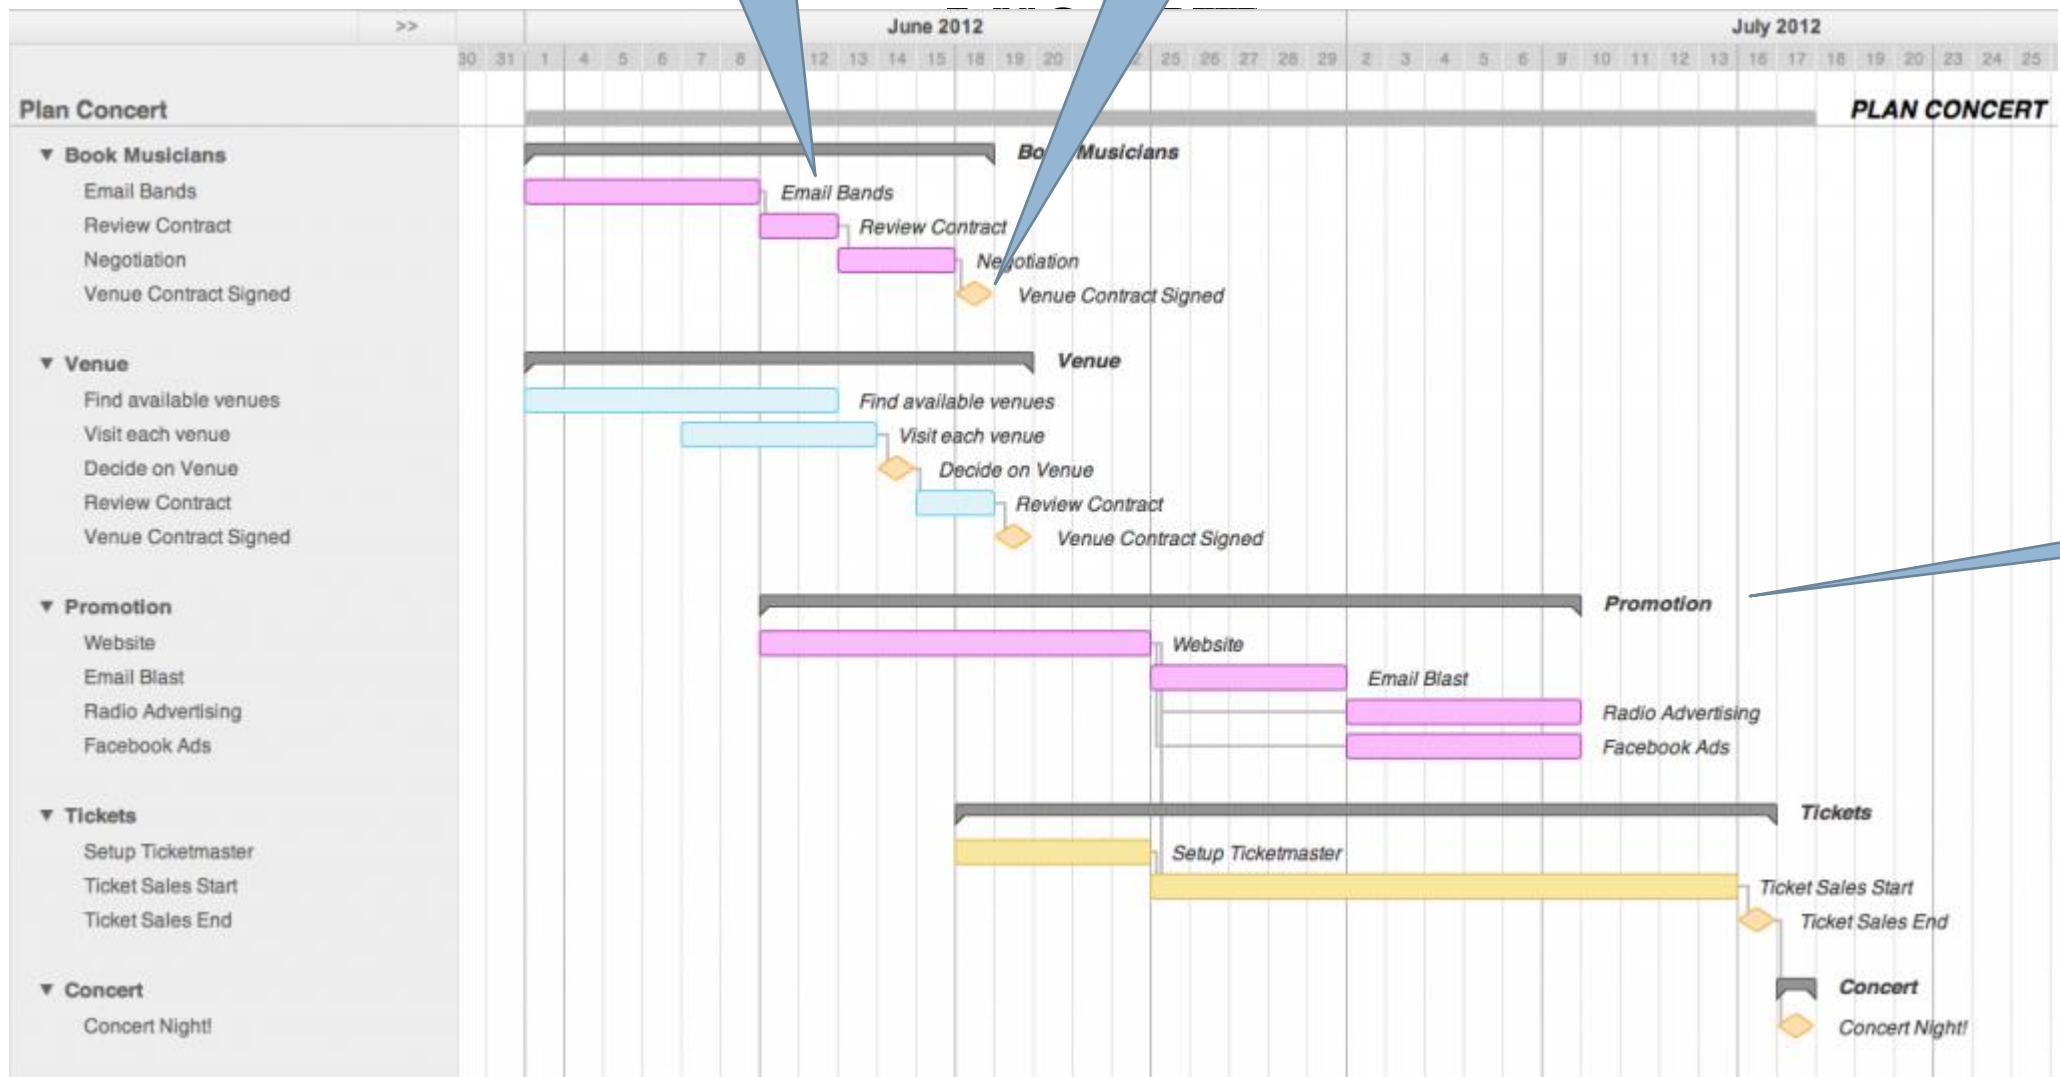 >> June 2012 July 2012
30 31 1 4 5 6 7 8 12 13 14 15 18 19 20 25 26 27 28 29 2 3 4 5 6 9 10 11 12 13 16 17 18 19 20 23 24 25
Plan Concert PLAN CONCERT
▼ Book Musicians Musicians
Email Bands Email Bands
Review Contract Review Contract
Negotiation Negotiation
Venue Contract Signed Venue Contract Signed
▼ Venue Venue
Find available venues Find available venues
Visit each venue Visit each venue
Decide on Venue Decide on Venue
Review Contract Review Contract
Venue Contract Signed Venue Contract Signed
▼ Promotion Promotion
Website Website
Email Blast Email Blast
Radio Advertising Radio Advertising
Facebook Ads Facebook Ads
▼ Tickets Tickets
Setup Ticketmaster Setup Ticketmaster
Ticket Sales Start Ticket Sales Start
Ticket Sales End Ticket Sales End
▼ Concert Concert
Concert Night! Concert Night!